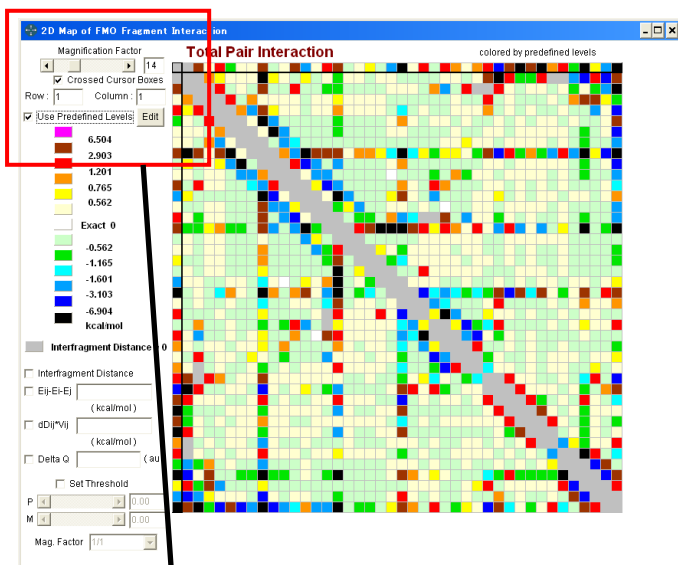 2D Map of FMO Fragment Interaction
Magnification Factor
14
Total Pair Interaction
colored by predefined levels
Crossed Cursor Boxes
Row : 1 Column : 1
Use Predefined Levels Edit
6.504
2.903
1.201
0.765
0.562
Exact 0
-0.562
-1.165
-1.601
-3.103
-6.904
kcal/mol
Interfragment Distance 0
Interfragment Distance
Eij-Ei-Ej
( kcal/mol )
dDij*Vij
( kcal/mol )
Delta Q ( au
Set Threshold
P 0.00
M 0.00
Mag. Factor 1/1